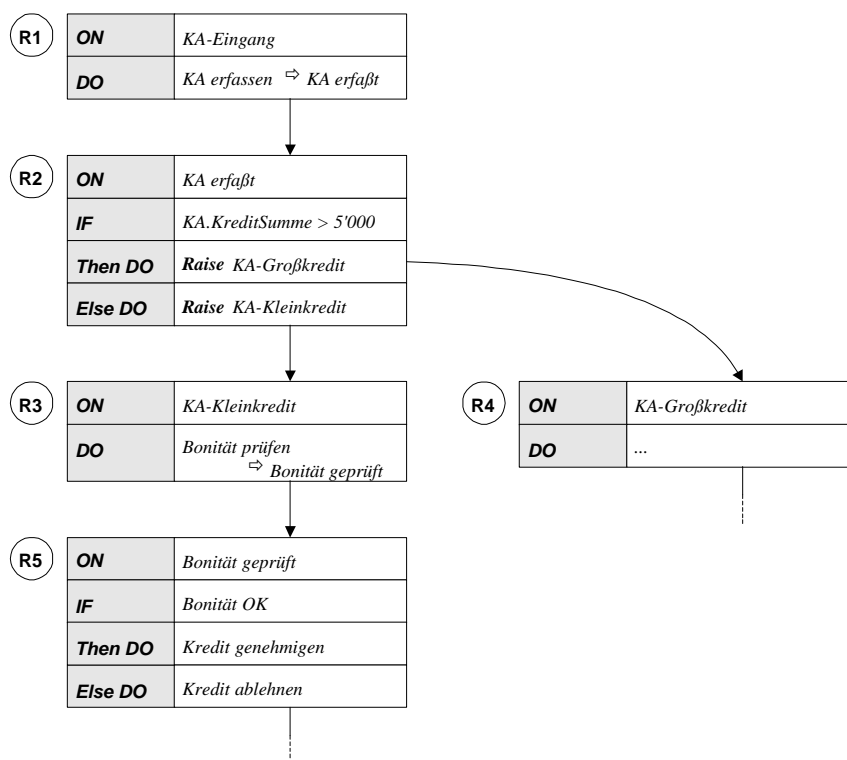 R1
ON KA-Eingang
DO KA erfassen ⇨ KA erfaßt
R2
ON KA erfaßt
IF KA.KreditSumme > 5'000
Then DO Raise KA-Großkredit
Else DO Raise KA-Kleinkredit
R3
ON KA-Kleinkredit
DO Bonität prüfen
⇨ Bonität geprüft
R4
ON KA-Großkredit
DO ...
R5
ON Bonität geprüft
IF Bonität OK
Then DO Kredit genehmigen
Else DO Kredit ablehnen